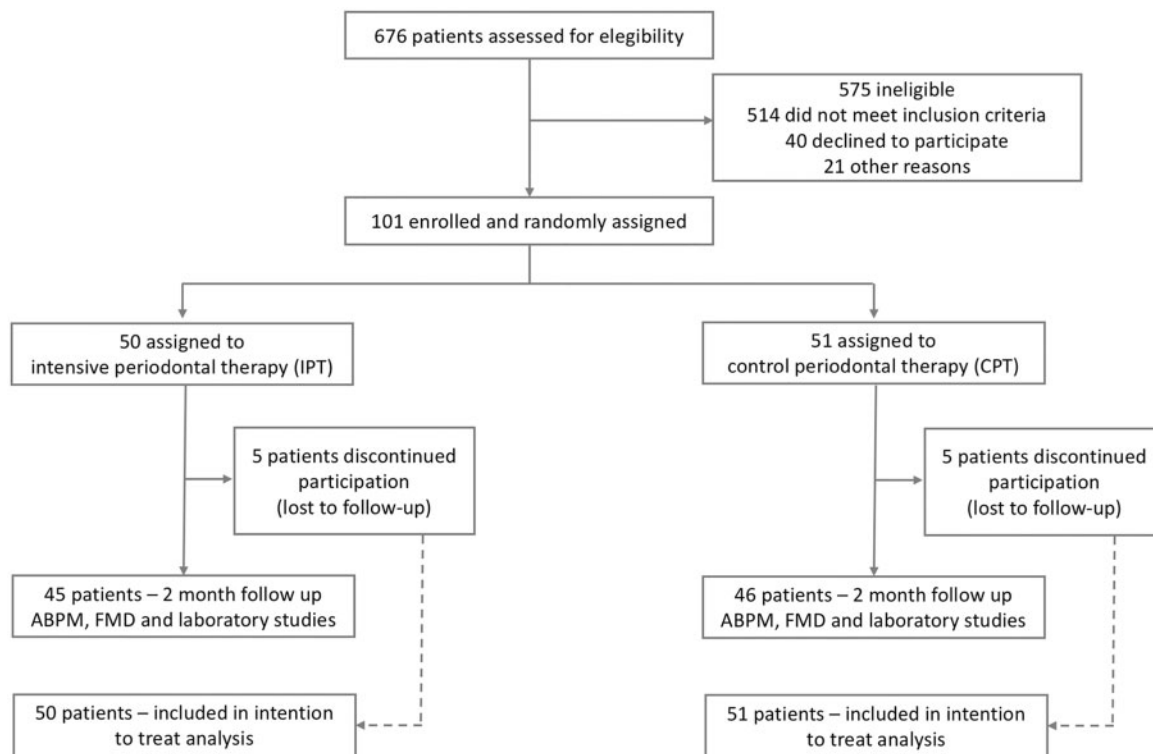 676 patients assessed for elegibility
575 ineligible
514 did not meet inclusion criteria
40 declined to participate
21 other reasons
101 enrolled and randomly assigned
50 assigned to
intensive periodontal therapy (IPT)
51 assigned to
control periodontal therapy (CPT)
5 patients discontinued
participation
(lost to follow-up)
5 patients discontinued
participation
(lost to follow-up)
45 patients – 2 month follow up
ABPM, FMD and laboratory studies
46 patients – 2 month follow up
ABPM, FMD and laboratory studies
50 patients – included in intention
to treat analysis
51 patients – included in intention
to treat analysis